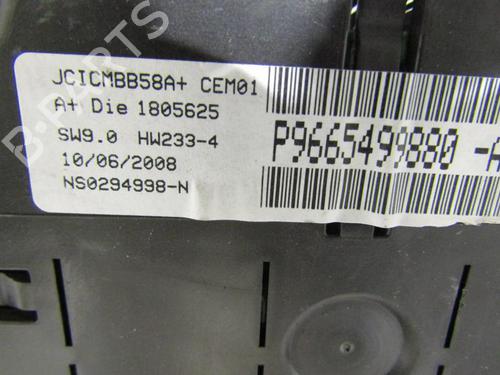 JCICMBB58A+ CEM01
A+ Die 1805625
SW9.0 HW233-4
10/06/2008
NS0294998-N
P9665499880 -A
B-PARTS